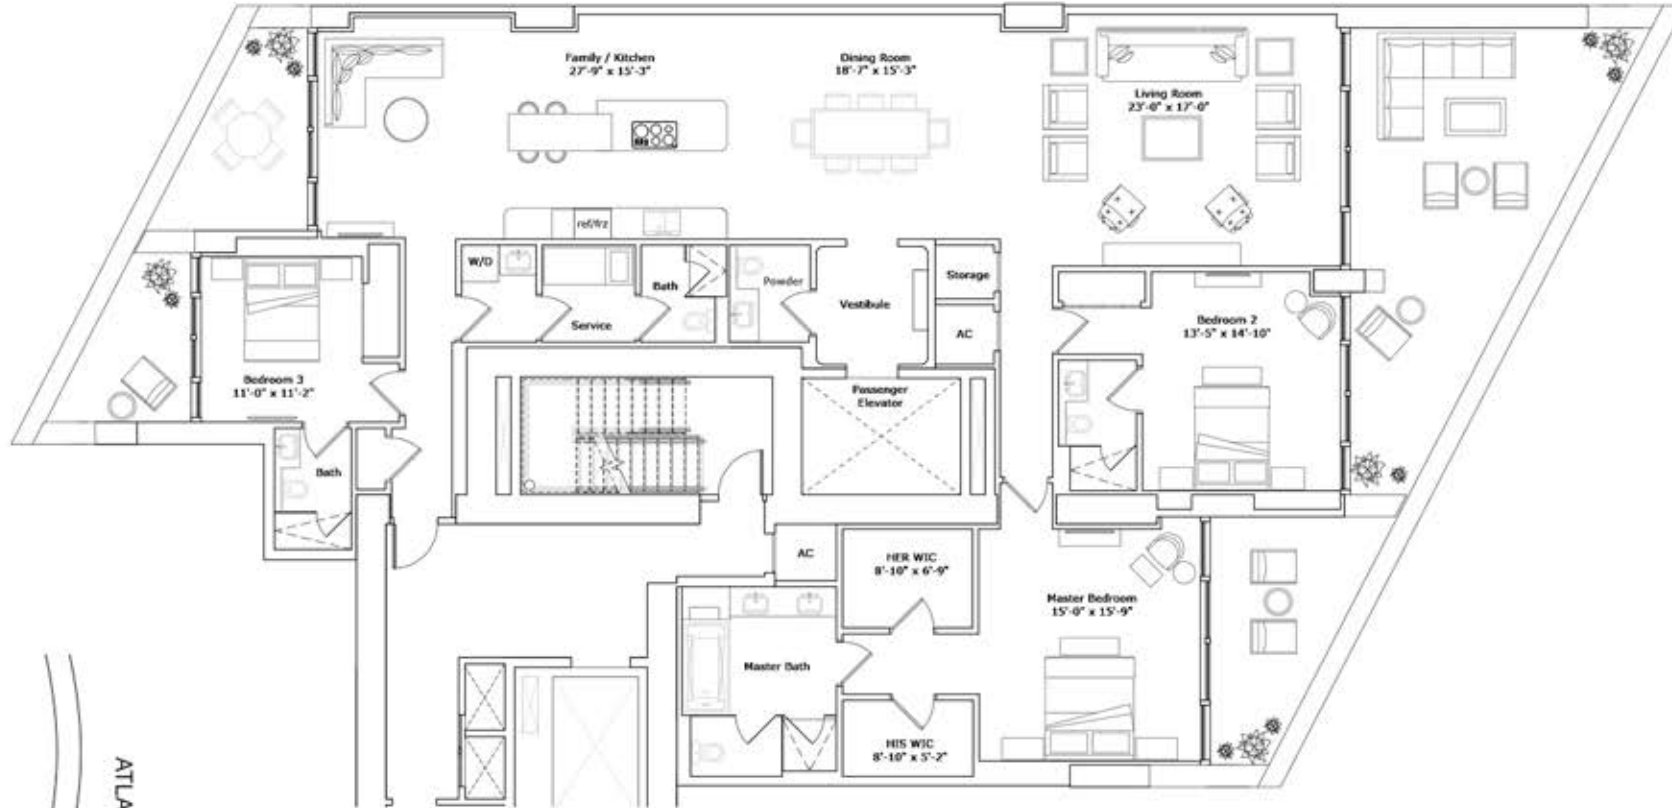 Family / Kitchen
27'-9" x 15'-3"
Dining Room
18'-7" x 15'-3"
Living Room
23'-0" x 17'-0"
ref/frz
W/D
Bath
Powder
Service
Vestibule
Storage
AC
Bedroom 2
13'-5" x 14'-10"
Bedroom 3
11'-0" x 11'-2"
Passenger
Elevator
Bath
AC
HER WIC
8'-10" x 6'-9"
Master Bedroom
15'-0" x 15'-9"
Master Bath
HIS WIC
8'-10" x 5'-2"
ATLA